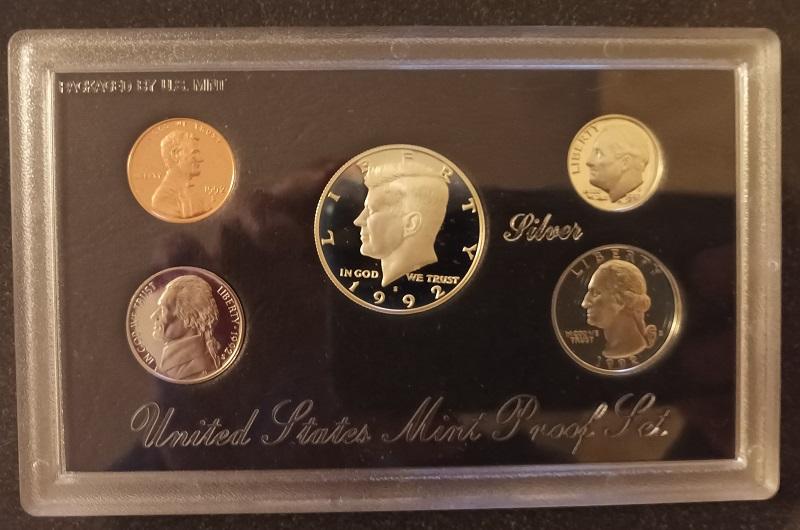 PACKAGED BY U.S. MINT
IN GOD WE TRUST
LIBERTY
1992
LIBERTY
IN GOD WE TRUST
S
1992
LIBERTY
Silver
IN GOD WE TRUST
LIBERTY 1992
LIBERTY
IN GOD WE
TRUST
S
1992
United States Mint Proof Set